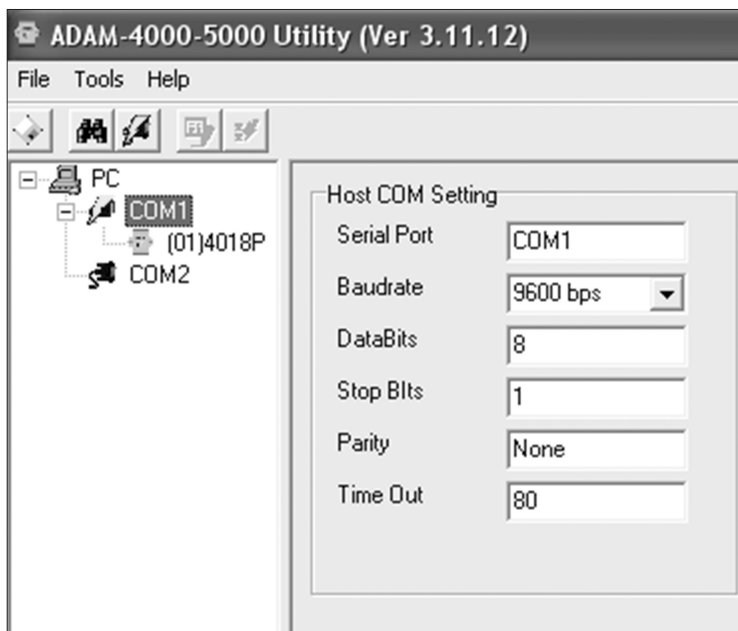 ADAM-4000-5000 Utility (Ver 3.11.12)
File Tools Help
PC
COM1
(01)4018P
COM2
Host COM Setting
Serial Port COM1
Baudrate 9600 bps
DataBits 8
Stop BIts 1
Parity None
Time Out 80